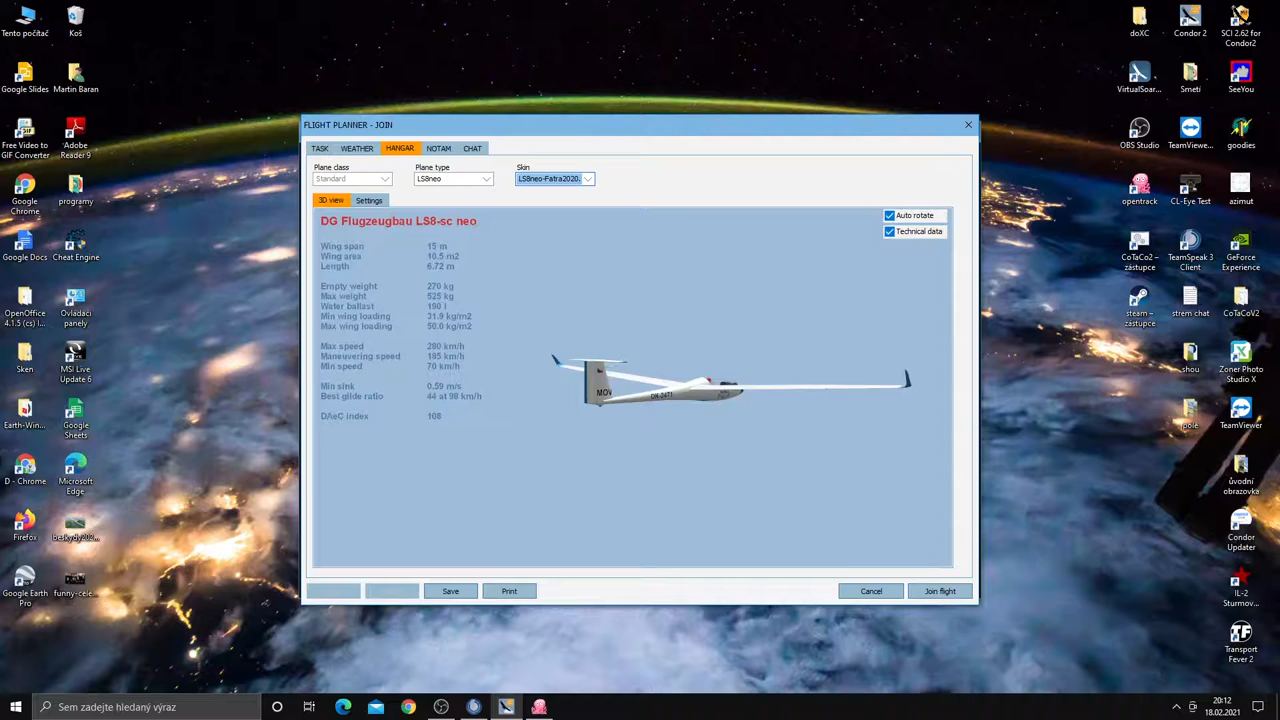 Tento počítač
Koš
doXC
Condor 2
SCI 2.62 for
Condor2
Google Slides
Martin Baran
VirtualSoar...
Smetí
SeeYou
Free Video to
GIF Converter
Adobe
Reader 9
OBS Studio
TeamViewe...
goodies
Google
Chrome
programy
opentrack
CL-Eye Test
azimut
Google Docs
Cheat Engine
CoTaCo2 –
zástupce
TeamSpeak 3
Client
GeForce
Experience
OpenOffice
4.1.5 (cs) I...
Ovládací
panely
steam –
zástupce
strem chat
CoTaCoV2
Sken
MSI Live
Update 6
shou
Zoner Photo
Studio X
Earth-Win...
Google
Sheets
polé
TeamViewer
D - Chrome
Microsoft
Edge
úvodní
obrazovka
Firefox
beskydy202...
Condor
Updater
Google Earth
Pro
funny-cele...
IL-2
Sturmov...
Transport
Fever 2
FLIGHT PLANNER - JOIN
TASK WEATHER HANGAR NOTAM CHAT
Plane class Plane type Skin
Standard LS8neo LS8neo-Fatra2020.
3D view Settings
DG Flugzeugbau LS8-sc neo
Auto rotate
Technical data
Wing span 15 m
Wing area 10.5 m2
Length 6.72 m
Empty weight 270 kg
Max weight 525 kg
Water ballast 190 l
Min wing loading 31.9 kg/m2
Max wing loading 50.0 kg/m2
Max speed 280 km/h
Maneuvering speed 185 km/h
Min speed 70 km/h
Min sink 0.59 m/s
Best glide ratio 44 at 98 km/h
DAeC index 108
MOV
OK-2471
Save Print Cancel Join flight
Sem zadejte hledaný výraz
20:12
18.02.2021